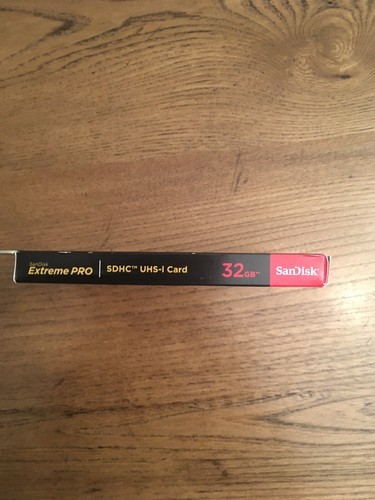 SanDisk
Extreme PRO
SDHC™ UHS-I Card
32GB™
SanDisk